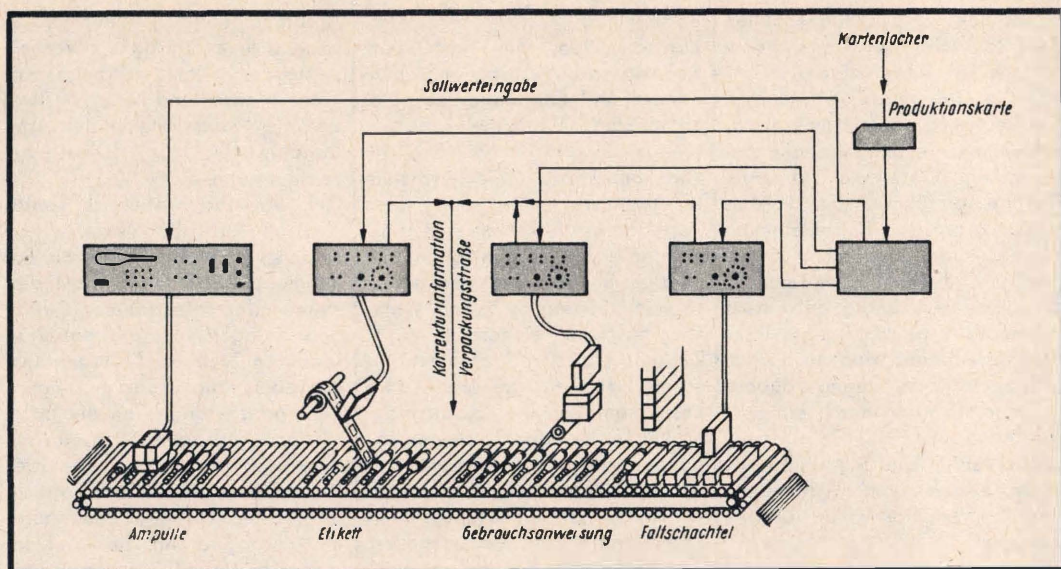 Kartenlocher
Sollwerteingabe
Produktionskarte
Korrekturinformation
Verpackungsstraße
Ampulle
Etikett
Gebrauchsanweisung
Faltschachtel